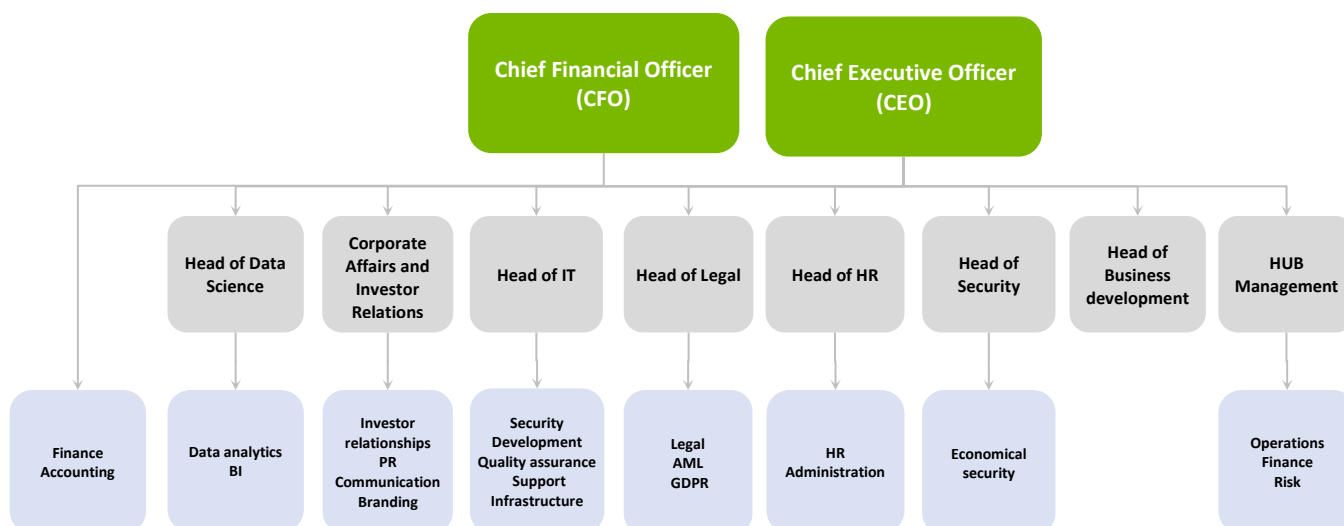 Chief Financial Officer
(CFO)
Chief Executive Officer
(CEO)
Head of Data
Science
Corporate
Affairs and
Investor
Relations
Head of IT
Head of Legal
Head of HR
Head of
Security
Head of
Business
development
HUB
Management
Finance
Accounting
Data analytics
BI
Investor
relationships
PR
Communication
Branding
Security
Development
Quality assurance
Support
Infrastructure
Legal
AML
GDPR
HR
Administration
Economical
security
Operations
Finance
Risk